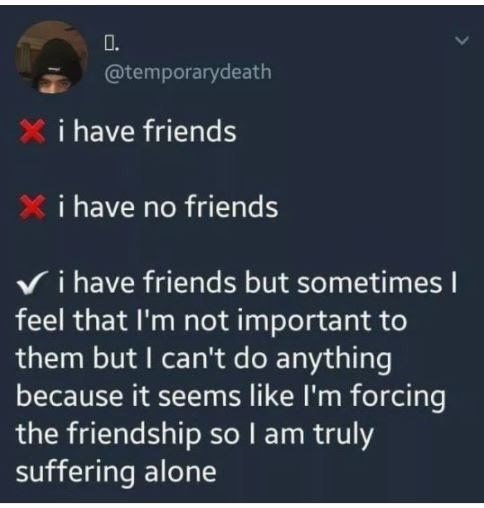 .
@temporarydeath
❌ i have friends
❌ i have no friends
✔ i have friends but sometimes I
feel that I'm not important to
them but I can't do anything
because it seems like I'm forcing
the friendship so I am truly
suffering alone